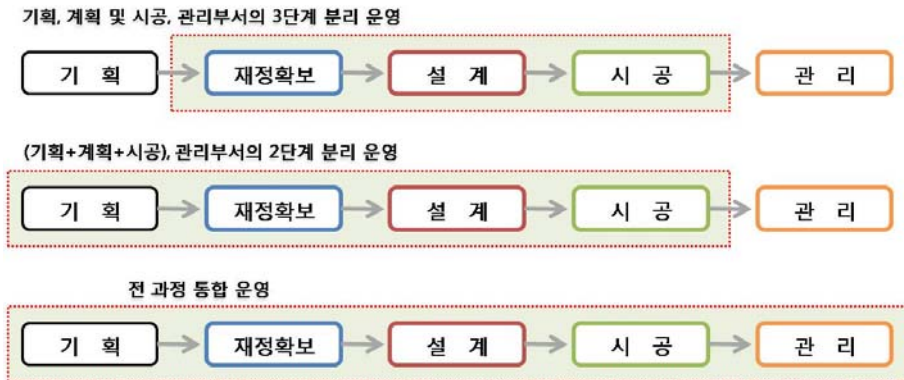 기획, 계획 및 시공, 관리부서의 3단계 분리 운영
기 획 재정확보 설 계 시 공 관 리
(기획+계획+시공), 관리부서의 2단계 분리 운영
기 획 재정확보 설 계 시 공 관 리
전 과정 통합 운영
기 획 재정확보 설 계 시 공 관 리